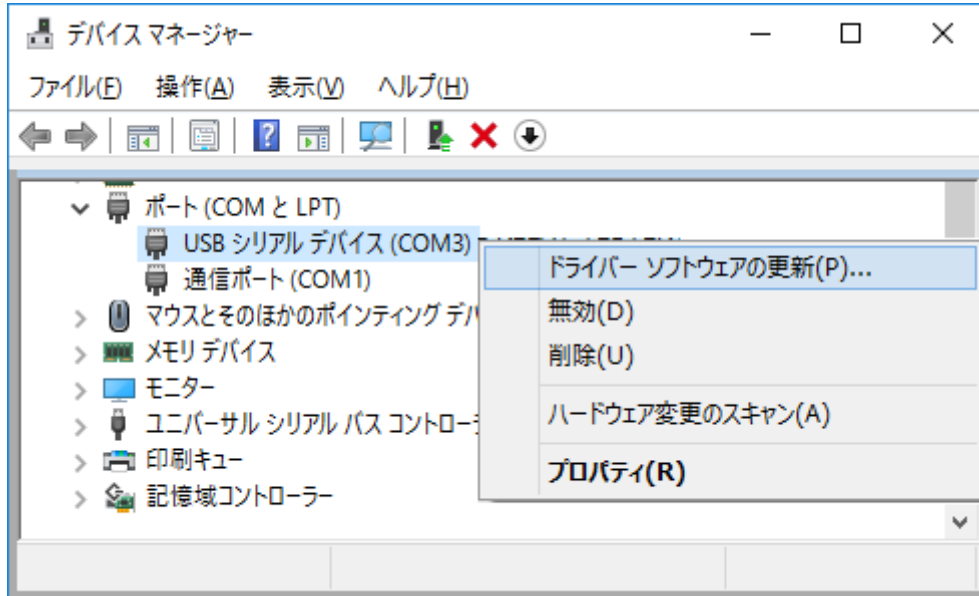 デバイス マネージャー
ファイル(F) 操作(A) 表示(V) ヘルプ(H)
ポート (COM と LPT)
USB シリアル デバイス (COM3)
通信ポート (COM1)
マウスとそのほかのポインティング デバ
メモリ デバイス
モニター
ユニバーサル シリアル バス コントローラ
印刷キュー
記憶域コントローラー
ドライバー ソフトウェアの更新(P)...
無効(D)
削除(U)
ハードウェア変更のスキャン(A)
プロパティ(R)